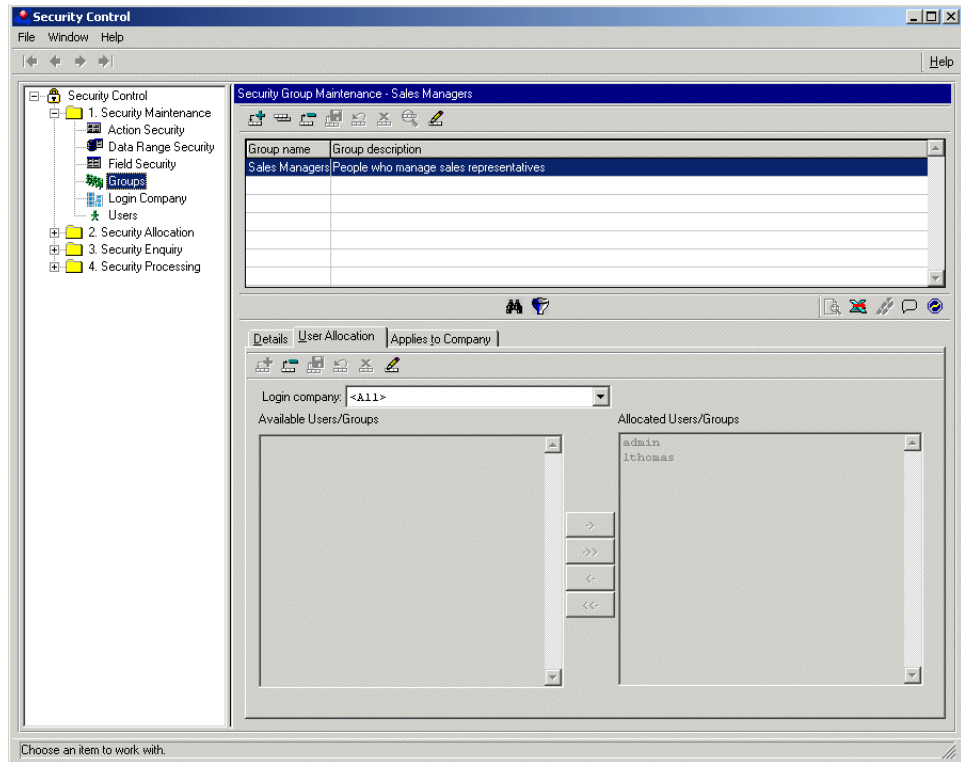 Security Control
File Window Help
Help
Security Control
1. Security Maintenance
Action Security
Data Range Security
Field Security
Groups
Login Company
Users
2. Security Allocation
3. Security Enquiry
4. Security Processing
Security Group Maintenance - Sales Managers
Group name Group description
Sales Managers People who manage sales representatives
Details User Allocation Applies to Company
Login company: <All>
Available Users/Groups Allocated Users/Groups
admin
lthomas
->
->>
<-
<<-
Choose an item to work with.